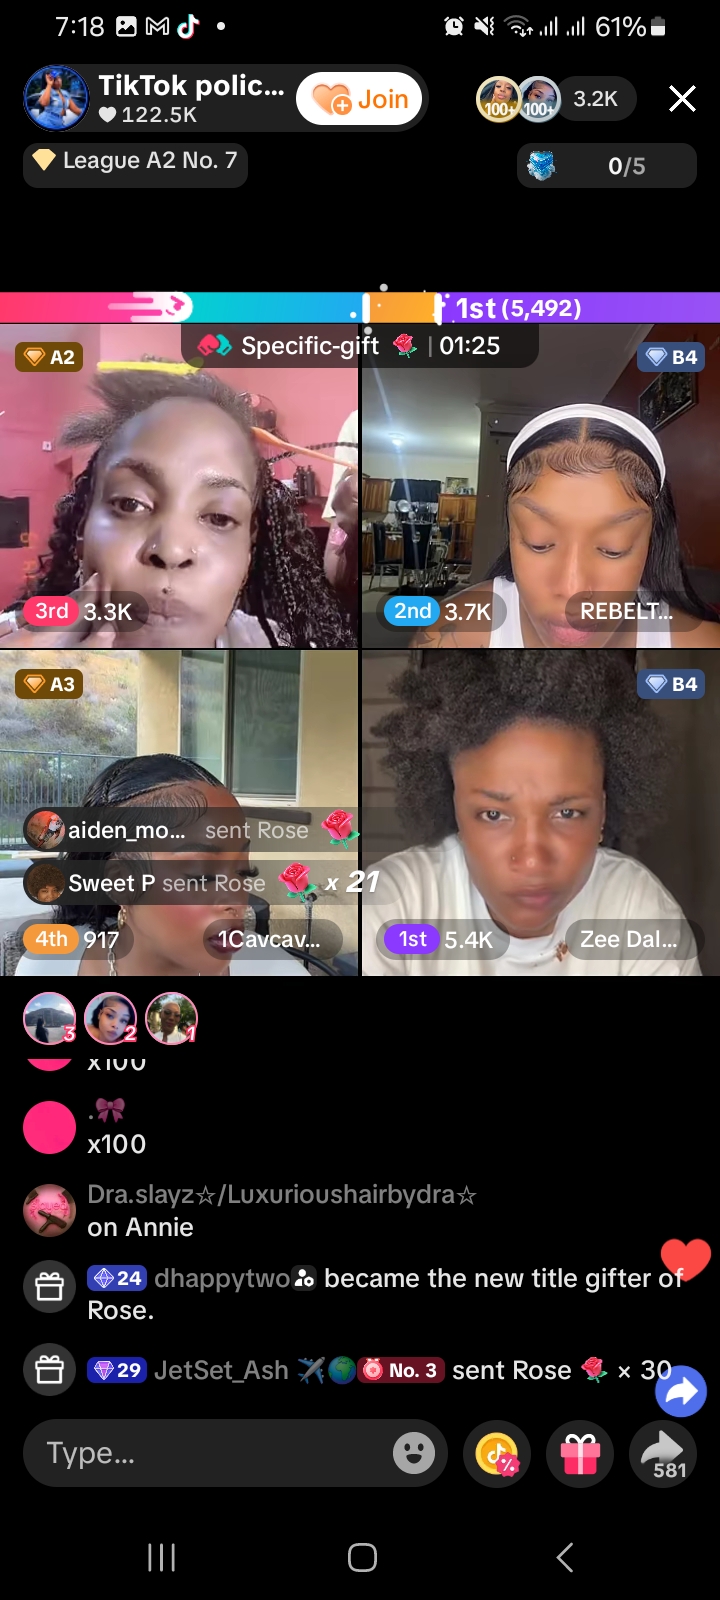 7:18
61%
TikTok polic...
122.5K
Join
100+
100+
3.2K
League A2 No. 7
0/5
1st (5,492)
Specific-gift | 01:25
A2
B4
3rd 3.3K
2nd 3.7K
REBELT...
A3
B4
aiden_mo... sent Rose
Sweet P sent Rose x 21
4th 917
1Cavcav...
1st 5.4K
Zee Dal...
3
2
1
x100
.
x100
Dra.slayz☆/Luxurioushairbydra☆
on Annie
24 dhappytwo became the new title gifter of
Rose.
29 JetSet_Ash ✈️🌍 No. 3 sent Rose 🌹 × 30
Type...
%
581